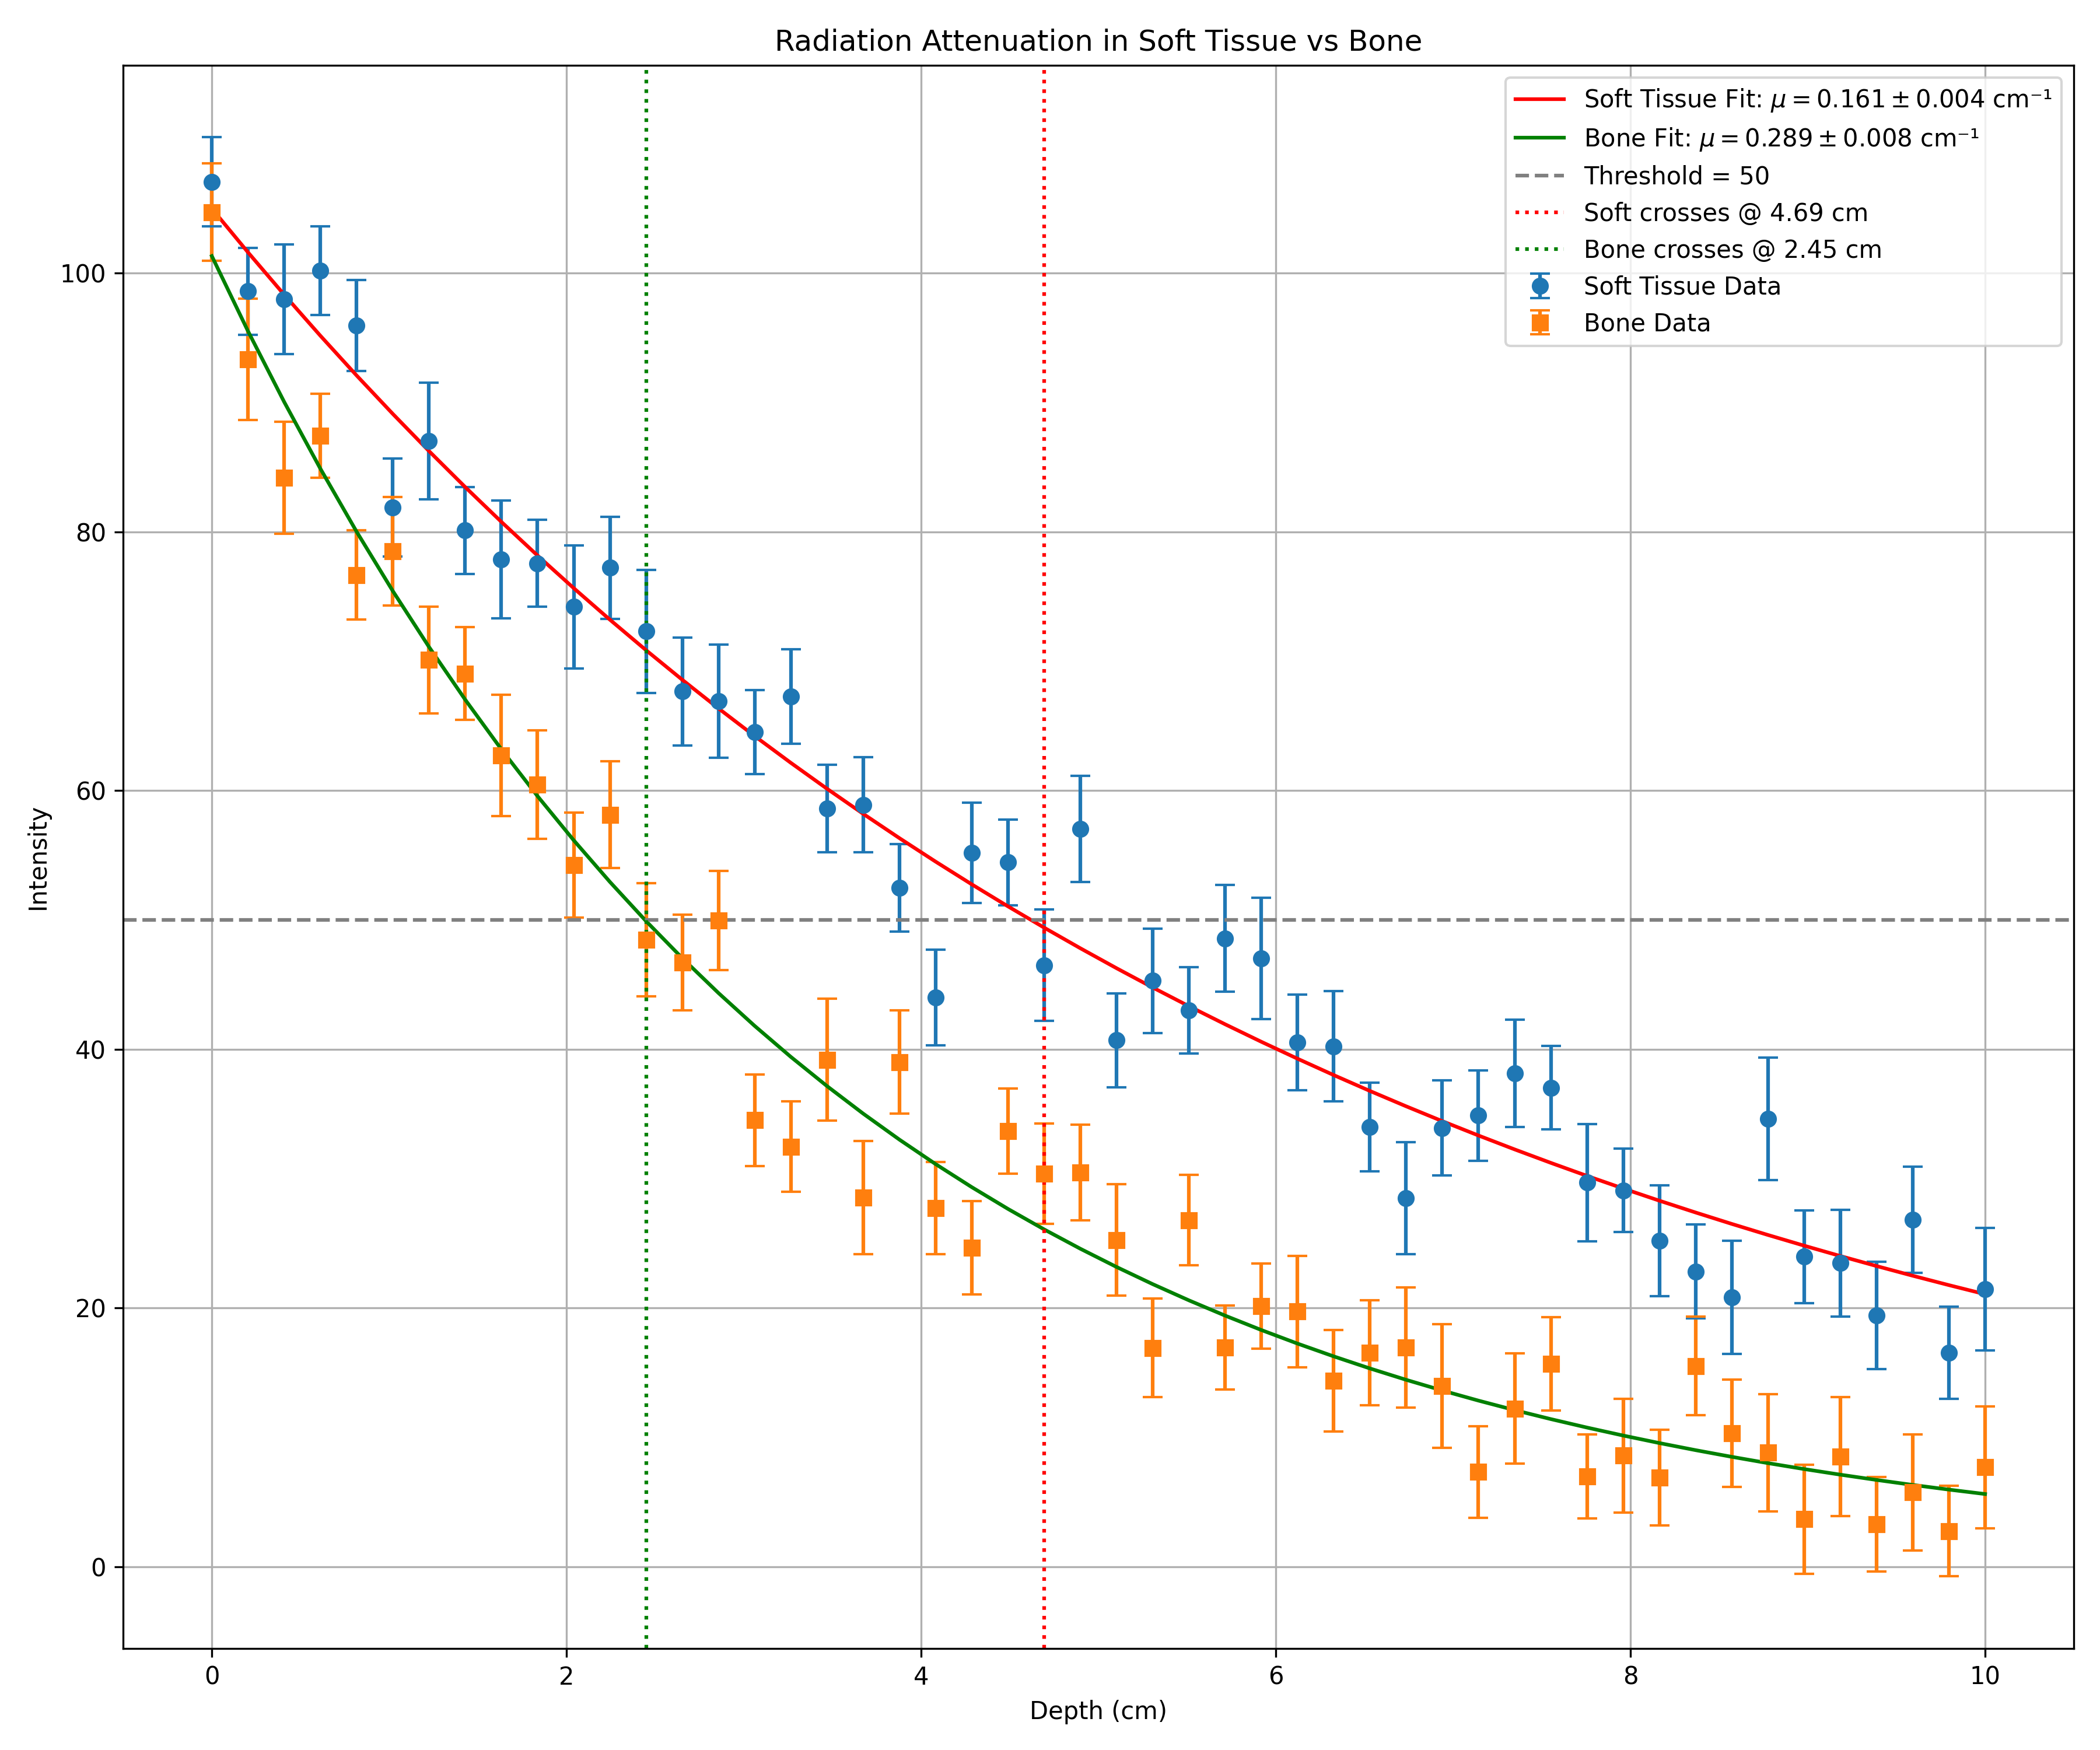 Radiation Attenuation in Soft Tissue vs Bone
Soft Tissue Fit: μ = 0.161 ± 0.004 cm⁻¹
Bone Fit: μ = 0.289 ± 0.008 cm⁻¹
Threshold = 50
Soft crosses @ 4.69 cm
Bone crosses @ 2.45 cm
Soft Tissue Data
Bone Data
Intensity
100
80
60
40
20
0
0 2 4 6 8 10
Depth (cm)